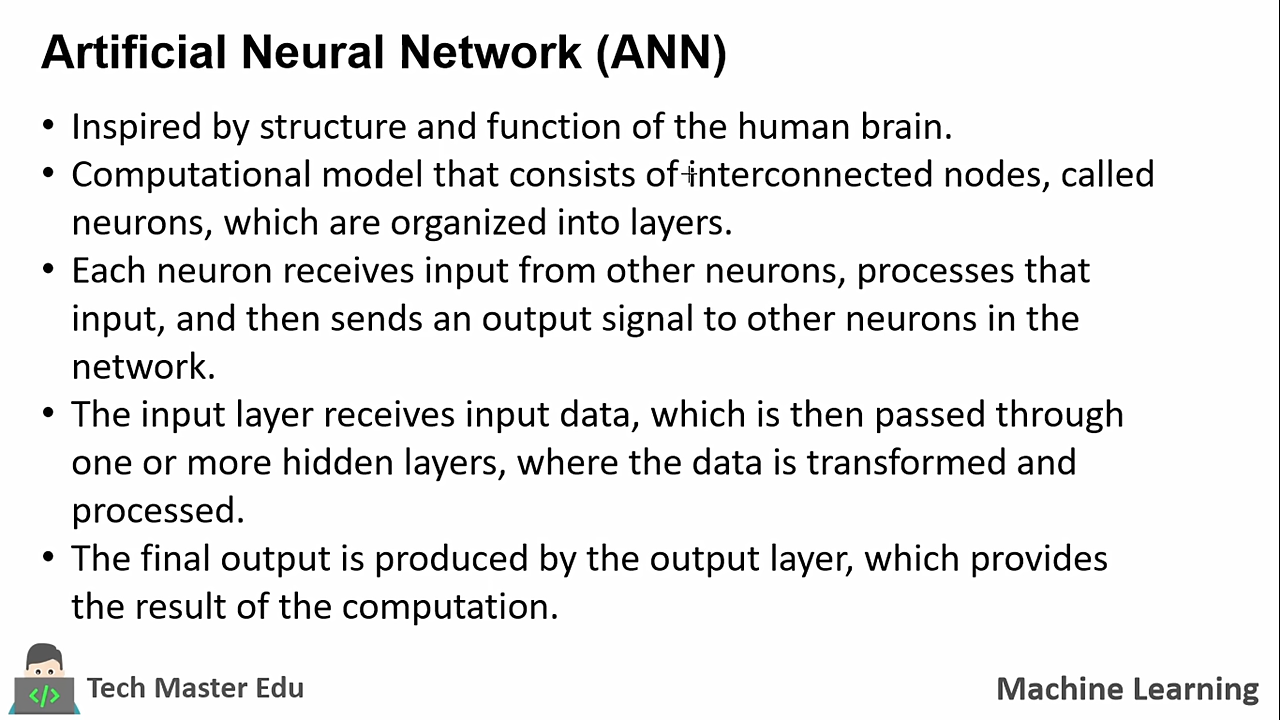 Artificial Neural Network (ANN)
• Inspired by structure and function of the human brain.
• Computational model that consists of interconnected nodes, called
neurons, which are organized into layers.
• Each neuron receives input from other neurons, processes that
input, and then sends an output signal to other neurons in the
network.
• The input layer receives input data, which is then passed through
one or more hidden layers, where the data is transformed and
processed.
• The final output is produced by the output layer, which provides
the result of the computation.
</>
Tech Master Edu
Machine Learning